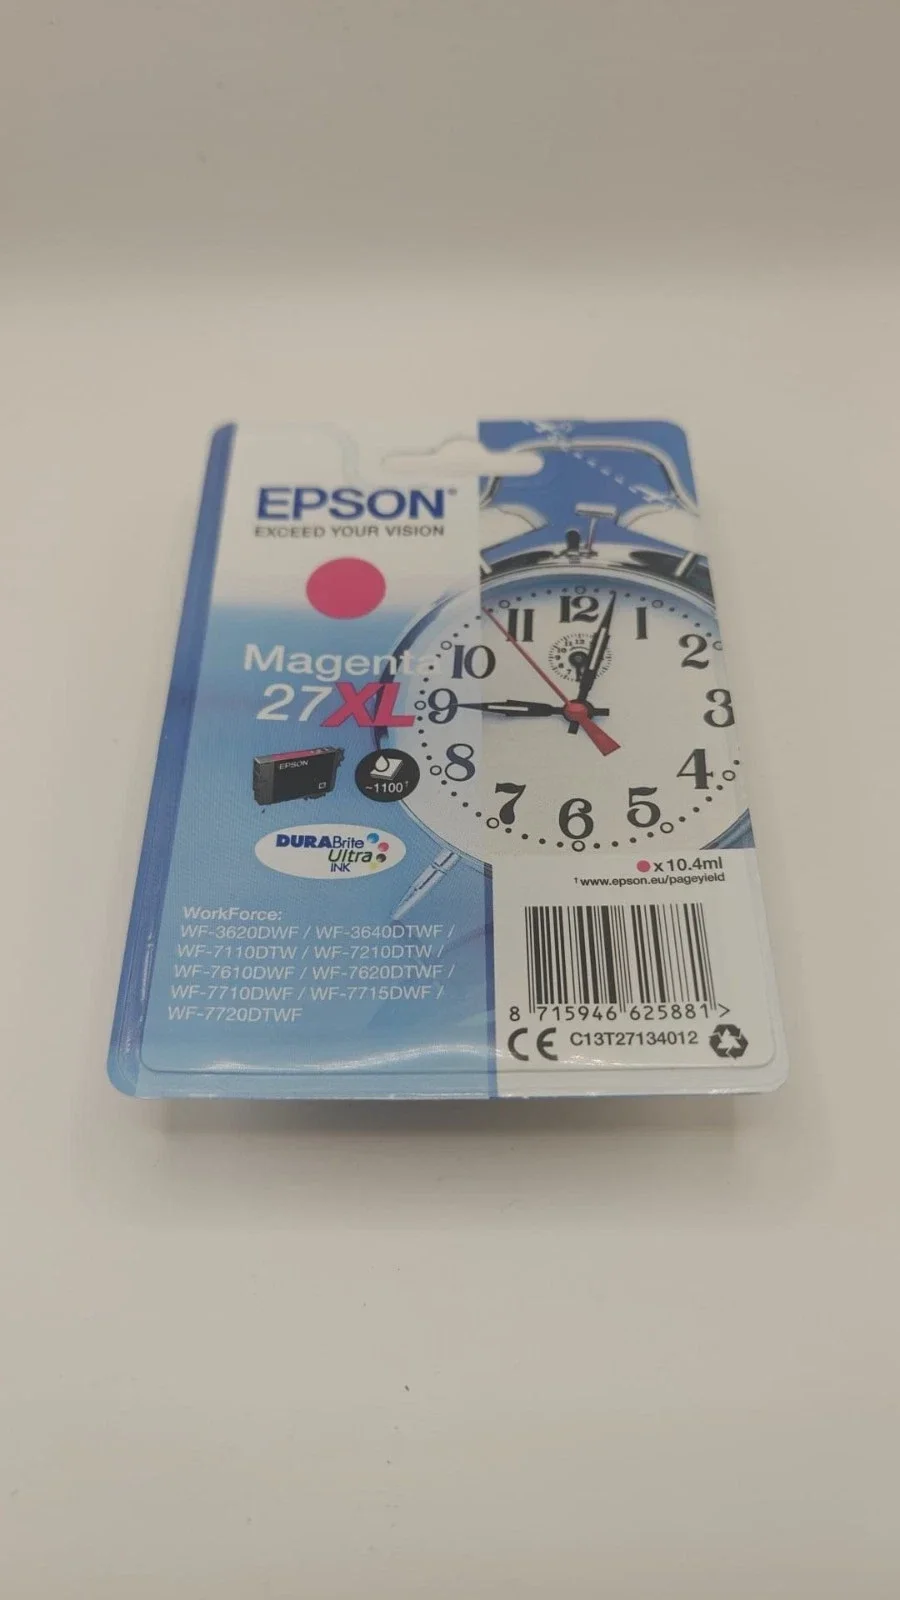 EPSON®
EXCEED YOUR VISION
Magenta
27XL
EPSON
~1100†
DURABrite
Ultra
INK
WorkForce:
WF-3620DWF / WF-3640DTWF /
WF-7110DTW / WF-7210DTW /
WF-7610DWF / WF-7620DTWF /
WF-7710DWF / WF-7715DWF /
WF-7720DTWF
12
11
1
10
2
9
3
8
4
7
5
6
x 10.4ml
†www.epson.eu/pageyield
8 715946 625881 >
CE C13T27134012